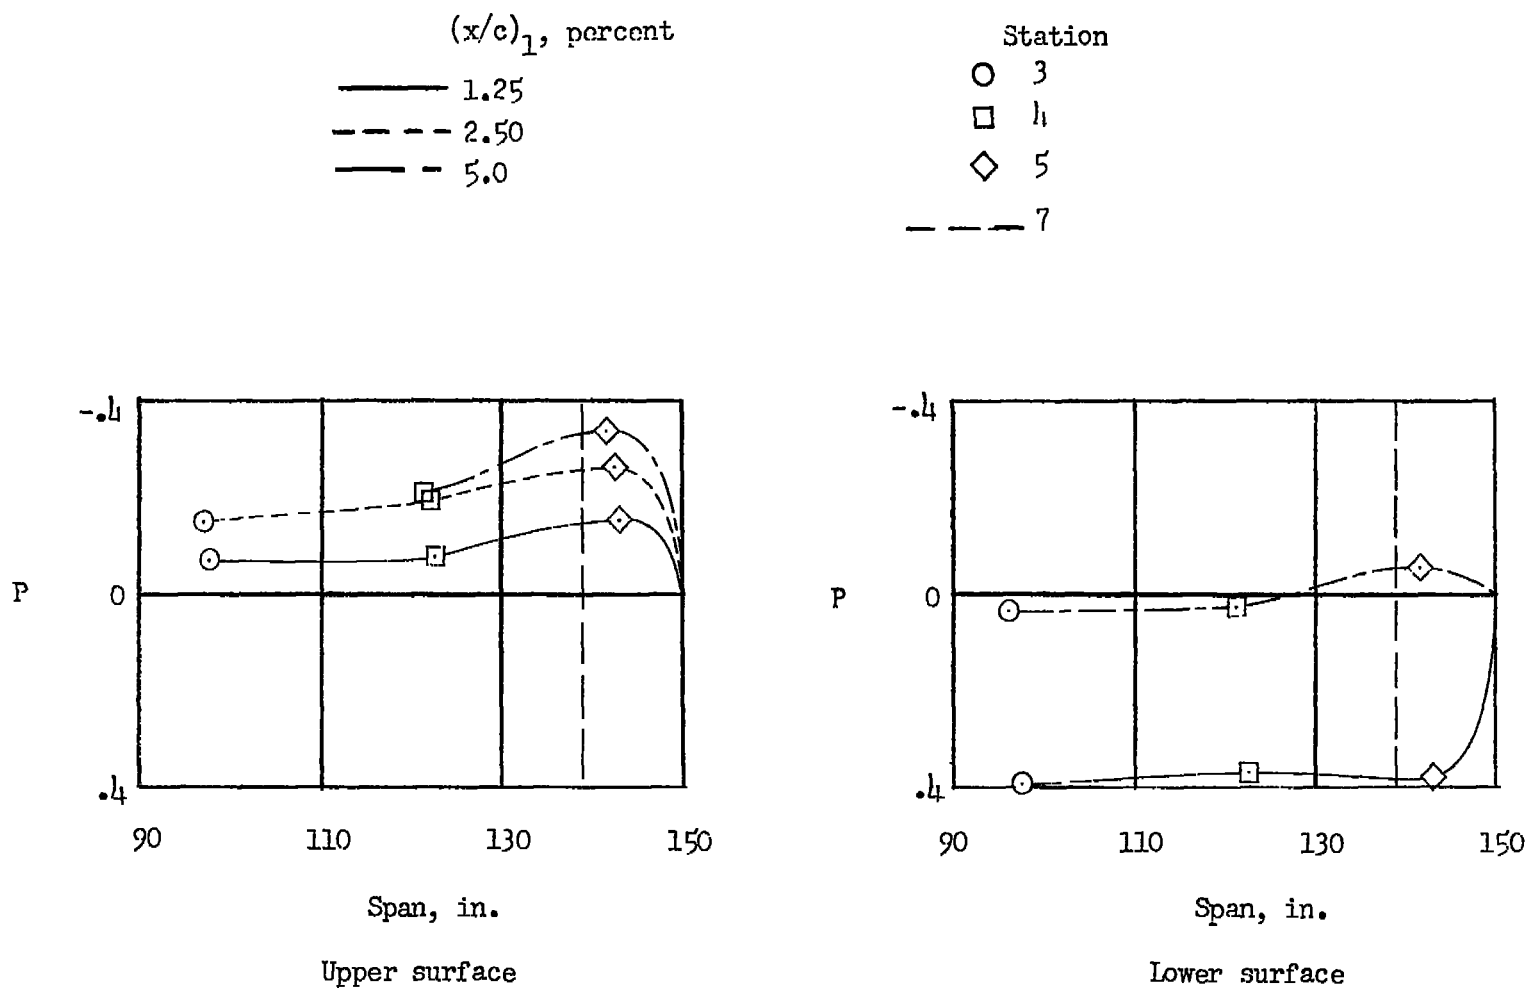 (x/c)1, percent
1.25
2.50
5.0
Station
3
4
5
7
-.4
P
0
.4
90 110 130 150
Span, in.
Upper surface
-.4
P
0
.4
90 110 130 150
Span, in.
Lower surface